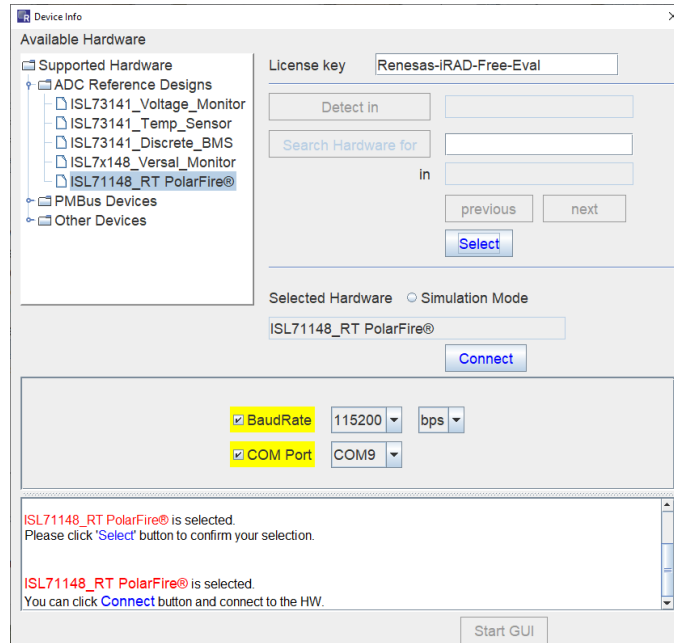 Device Info
Available Hardware
Supported Hardware
ADC Reference Designs
ISL73141_Voltage_Monitor
ISL73141_Temp_Sensor
ISL73141_Discrete_BMS
ISL7x148_Versal_Monitor
ISL71148_RT PolarFire®
PMBus Devices
Other Devices
License key Renesas-iRAD-Free-Eval
Detect in
Search Hardware for
in
previous next
Select
Selected Hardware Simulation Mode
ISL71148_RT PolarFire®
Connect
BaudRate 115200 bps
COM Port COM9
ISL71148_RT PolarFire® is selected.
Please click 'Select' button to confirm your selection.
ISL71148_RT PolarFire® is selected.
You can click Connect button and connect to the HW.
Start GUI